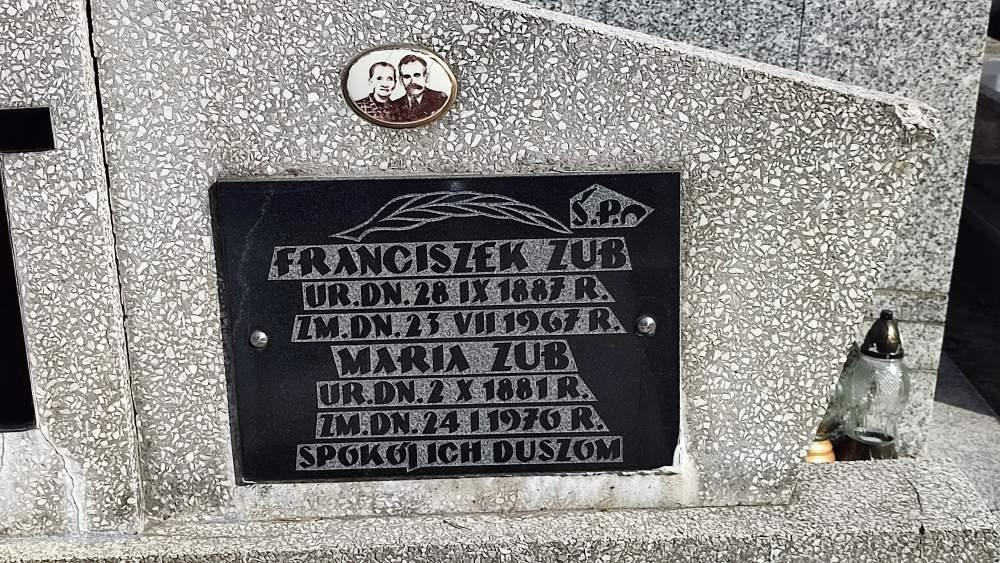 Ś.P.
FRANCISZEK ZUB
UR.DN.28 IX 1887 R.
ZM.DN.23 VII 1967 R.
MARIA ZUB
UR.DN.2 X 1881 R.
ZM.DN.24 I 1976 R.
SPOKÓJ ICH DUSZOM